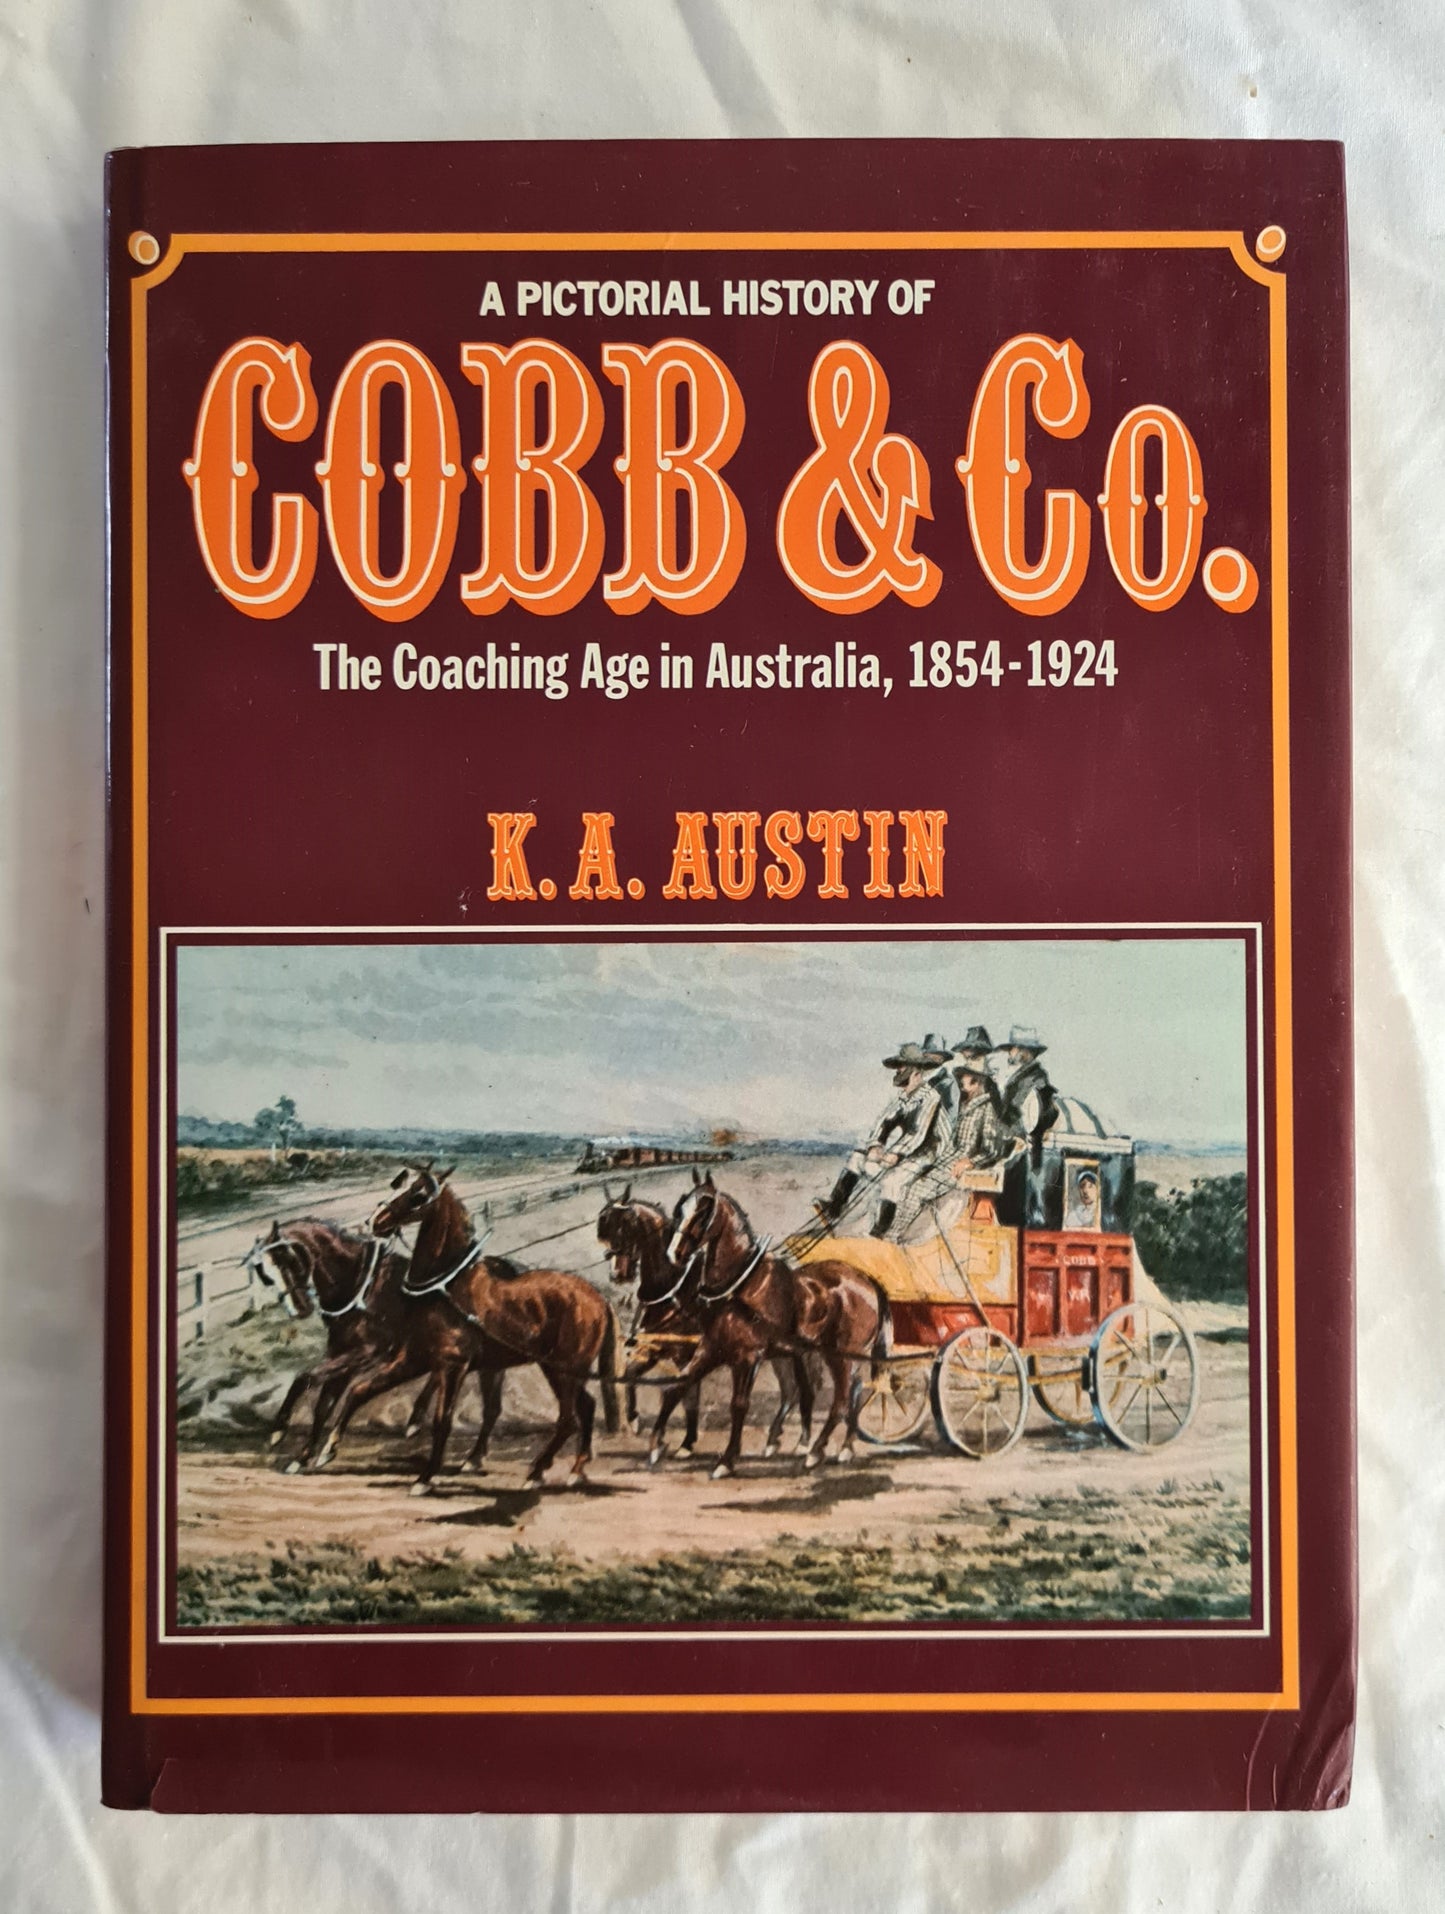 A PICTORIAL HISTORY OF
COBB & Co.
The Coaching Age in Australia, 1854-1924
K. A. AUSTIN
COBB